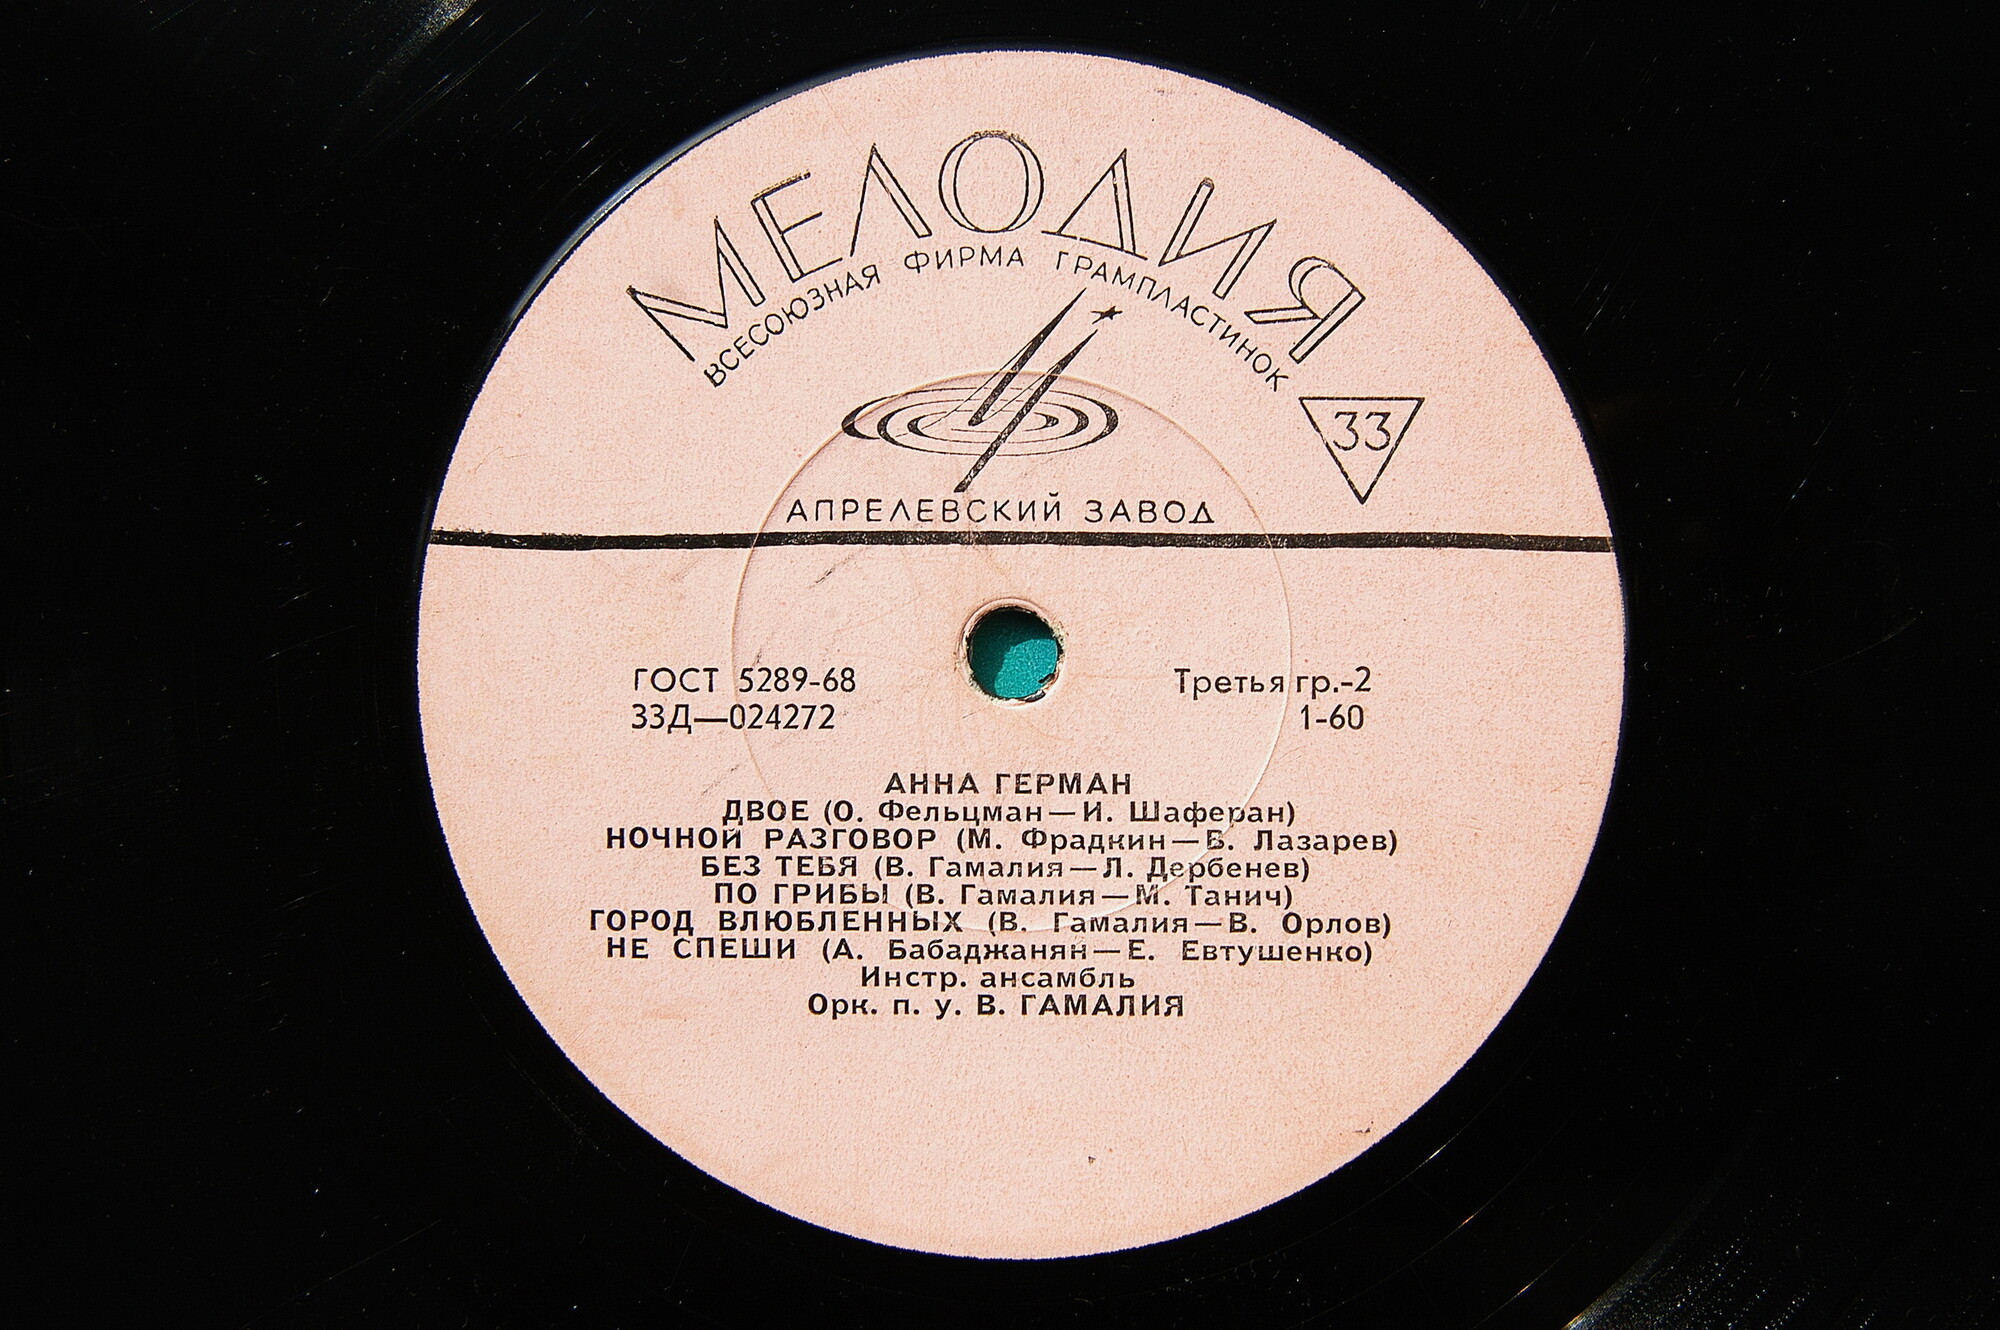 МЕЛОДИЯ
ВСЕСОЮЗНАЯ ФИРМА ГРАМПЛАСТИНОК
33
АПРЕЛЕВСКИЙ ЗАВОД
ГОСТ 5289-68 Третья гр.-2
33Д—024272 1-60
АННА ГЕРМАН
ДВОЕ (О. Фельцман—И. Шаферан)
НОЧНОЙ РАЗГОВОР (М. Фрадкин—В. Лазарев)
БЕЗ ТЕБЯ (В. Гамалия—Л. Дербенев)
ПО ГРИБЫ (В. Гамалия—М. Танич)
ГОРОД ВЛЮБЛЕННЫХ (В. Гамалия—В. Орлов)
НЕ СПЕШИ (А. Бабаджанян—Е. Евтушенко)
Инстр. ансамбль
Орк. п. у. В. ГАМАЛИЯ